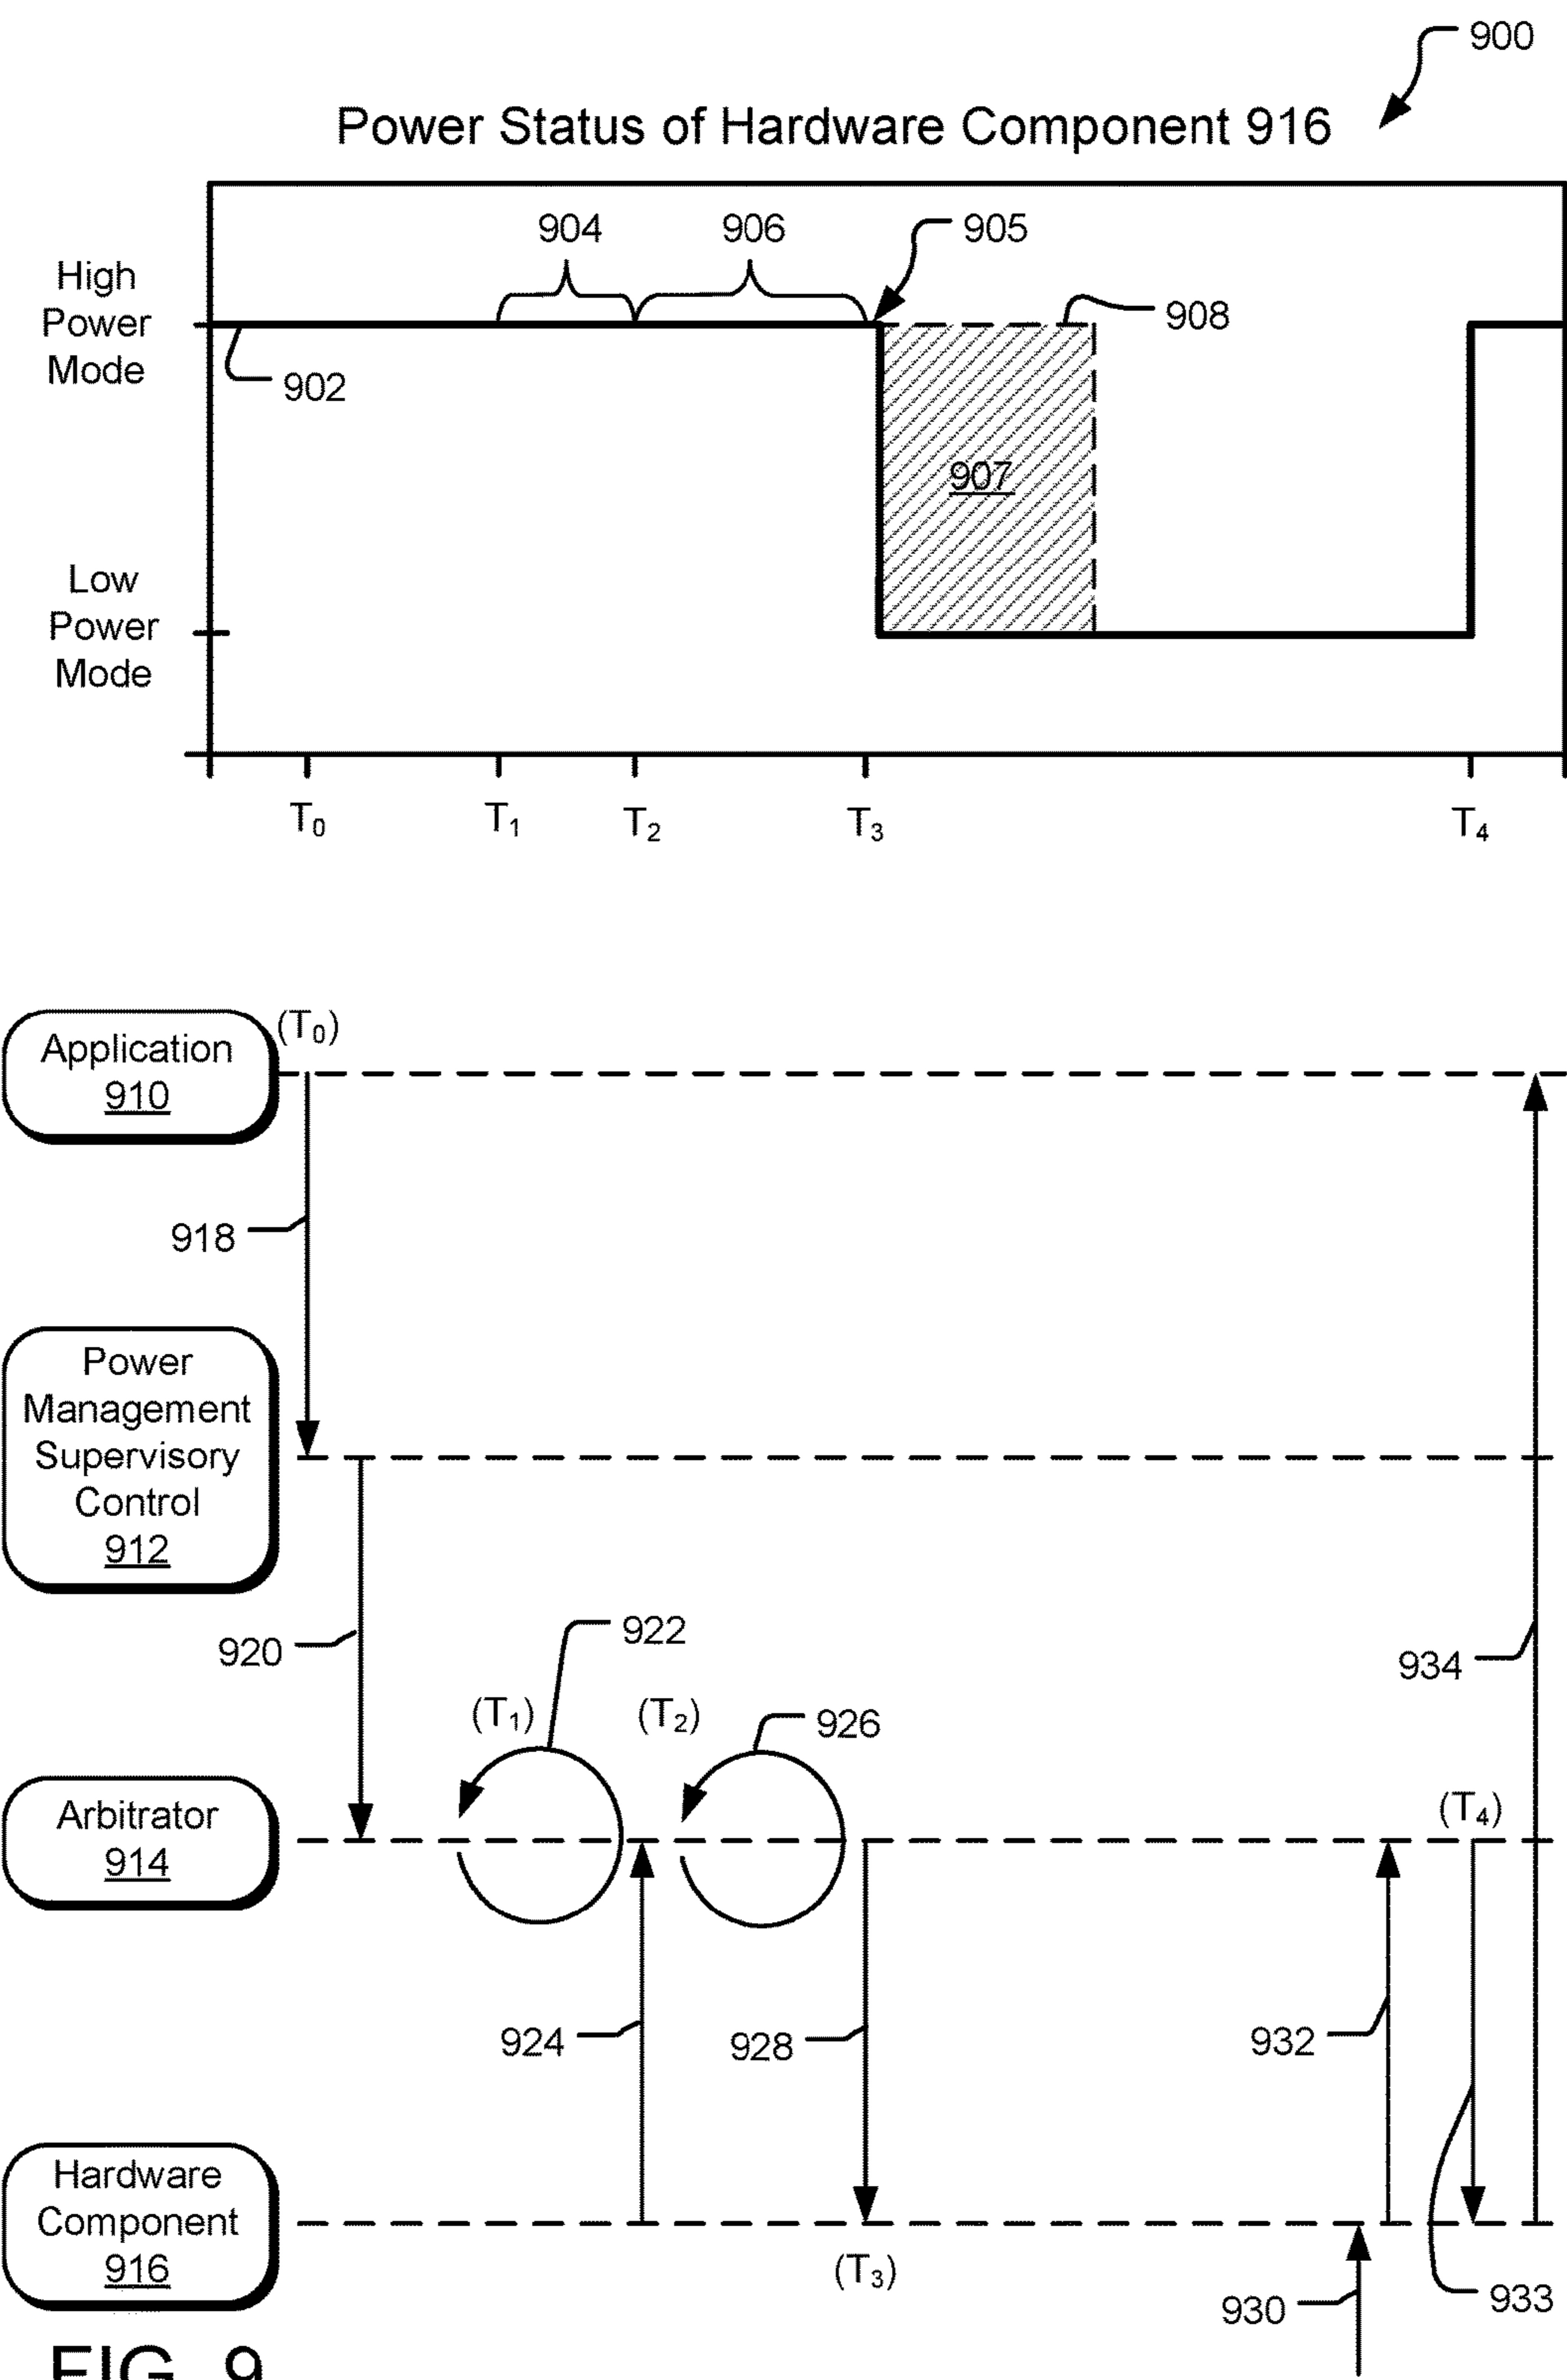 900
Power Status of Hardware Component 916
904
906
905
High
Power
Mode
908
902
907
Low
Power
Mode
T0
T1
T2
T3
T4
(T0)
Application
910
918
Power
Management
Supervisory
Control
912
920
922
934
(T1)
(T2)
926
Arbitrator
914
(T4)
924
928
932
Hardware
Component
916
(T3)
930
933
FIG. 9